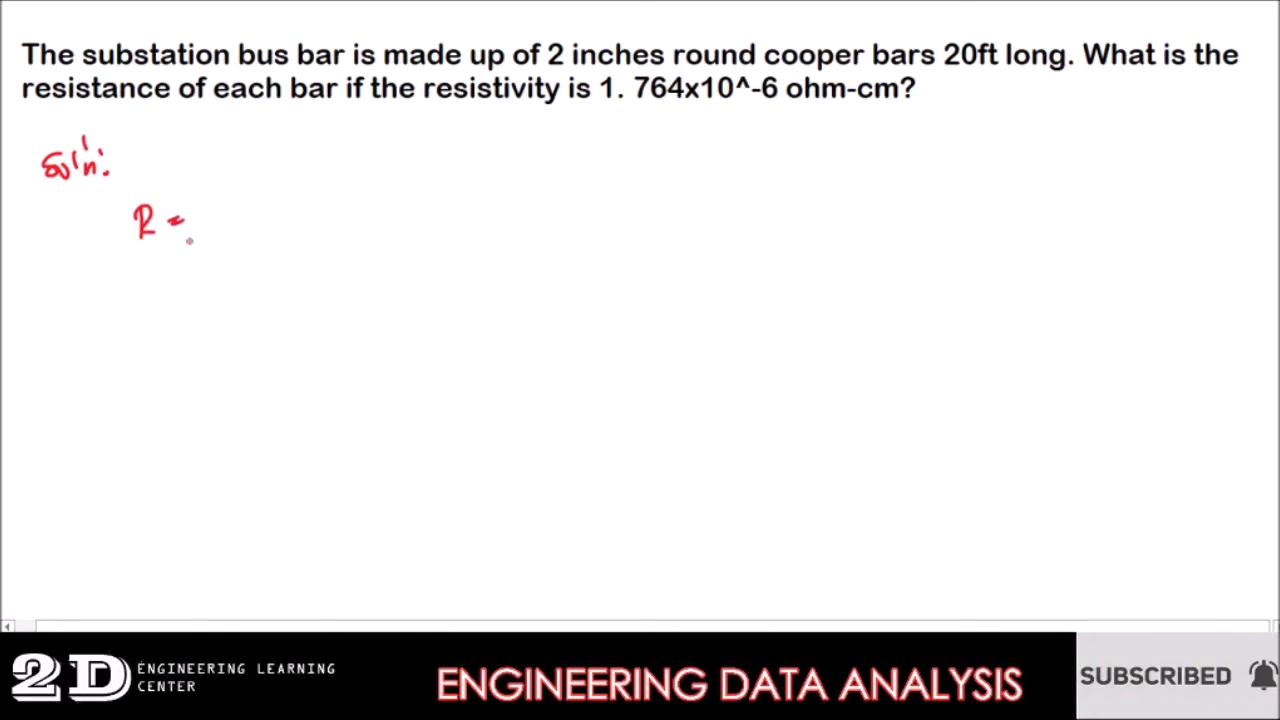 The substation bus bar is made up of 2 inches round cooper bars 20ft long. What is the
resistance of each bar if the resistivity is 1. 764x10^-6 ohm-cm?
Sol'n:
R =
2D ENGINEERING LEARNING
CENTER
ENGINEERING DATA ANALYSIS
SUBSCRIBED